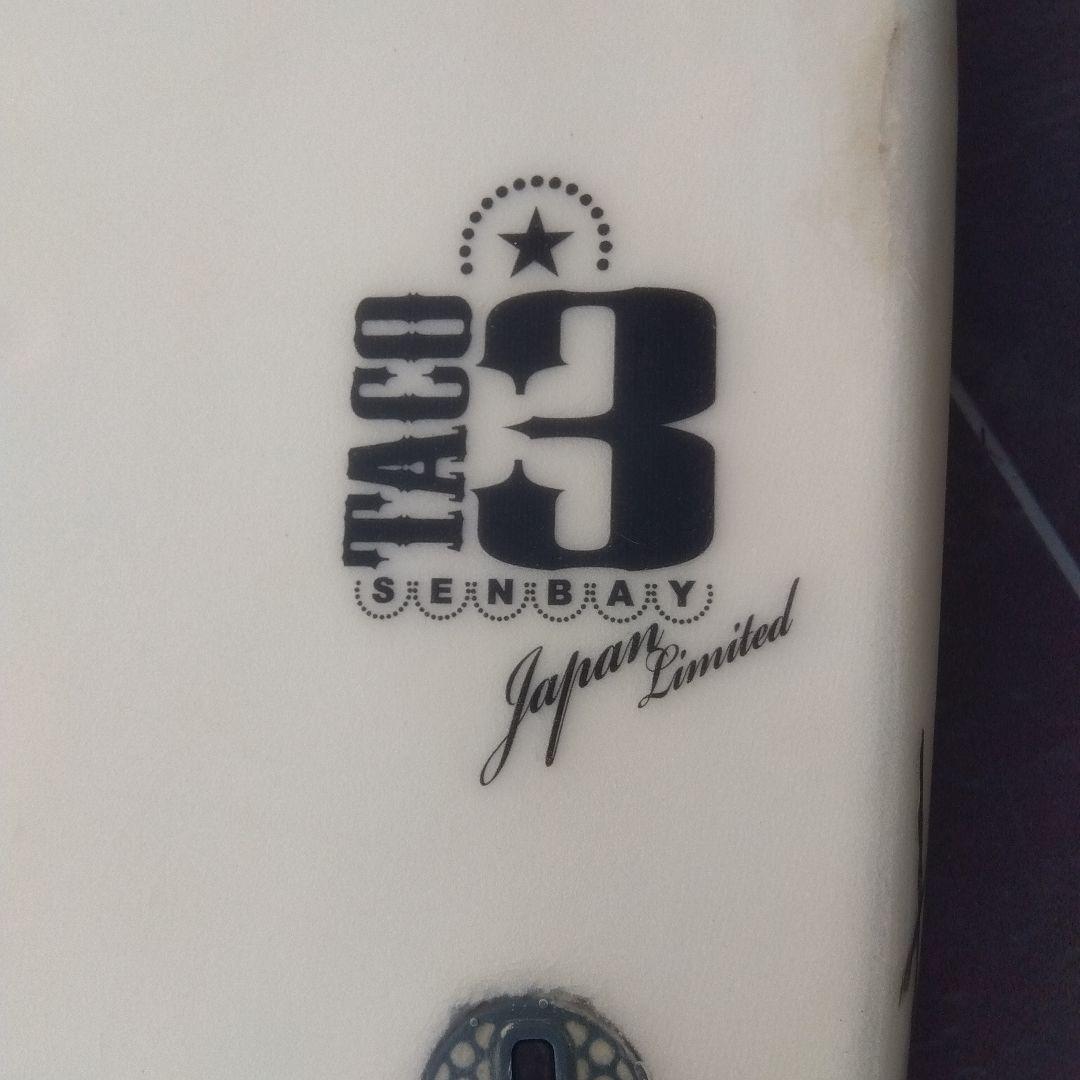 TACO
3
SENBAY
Japan
Limited